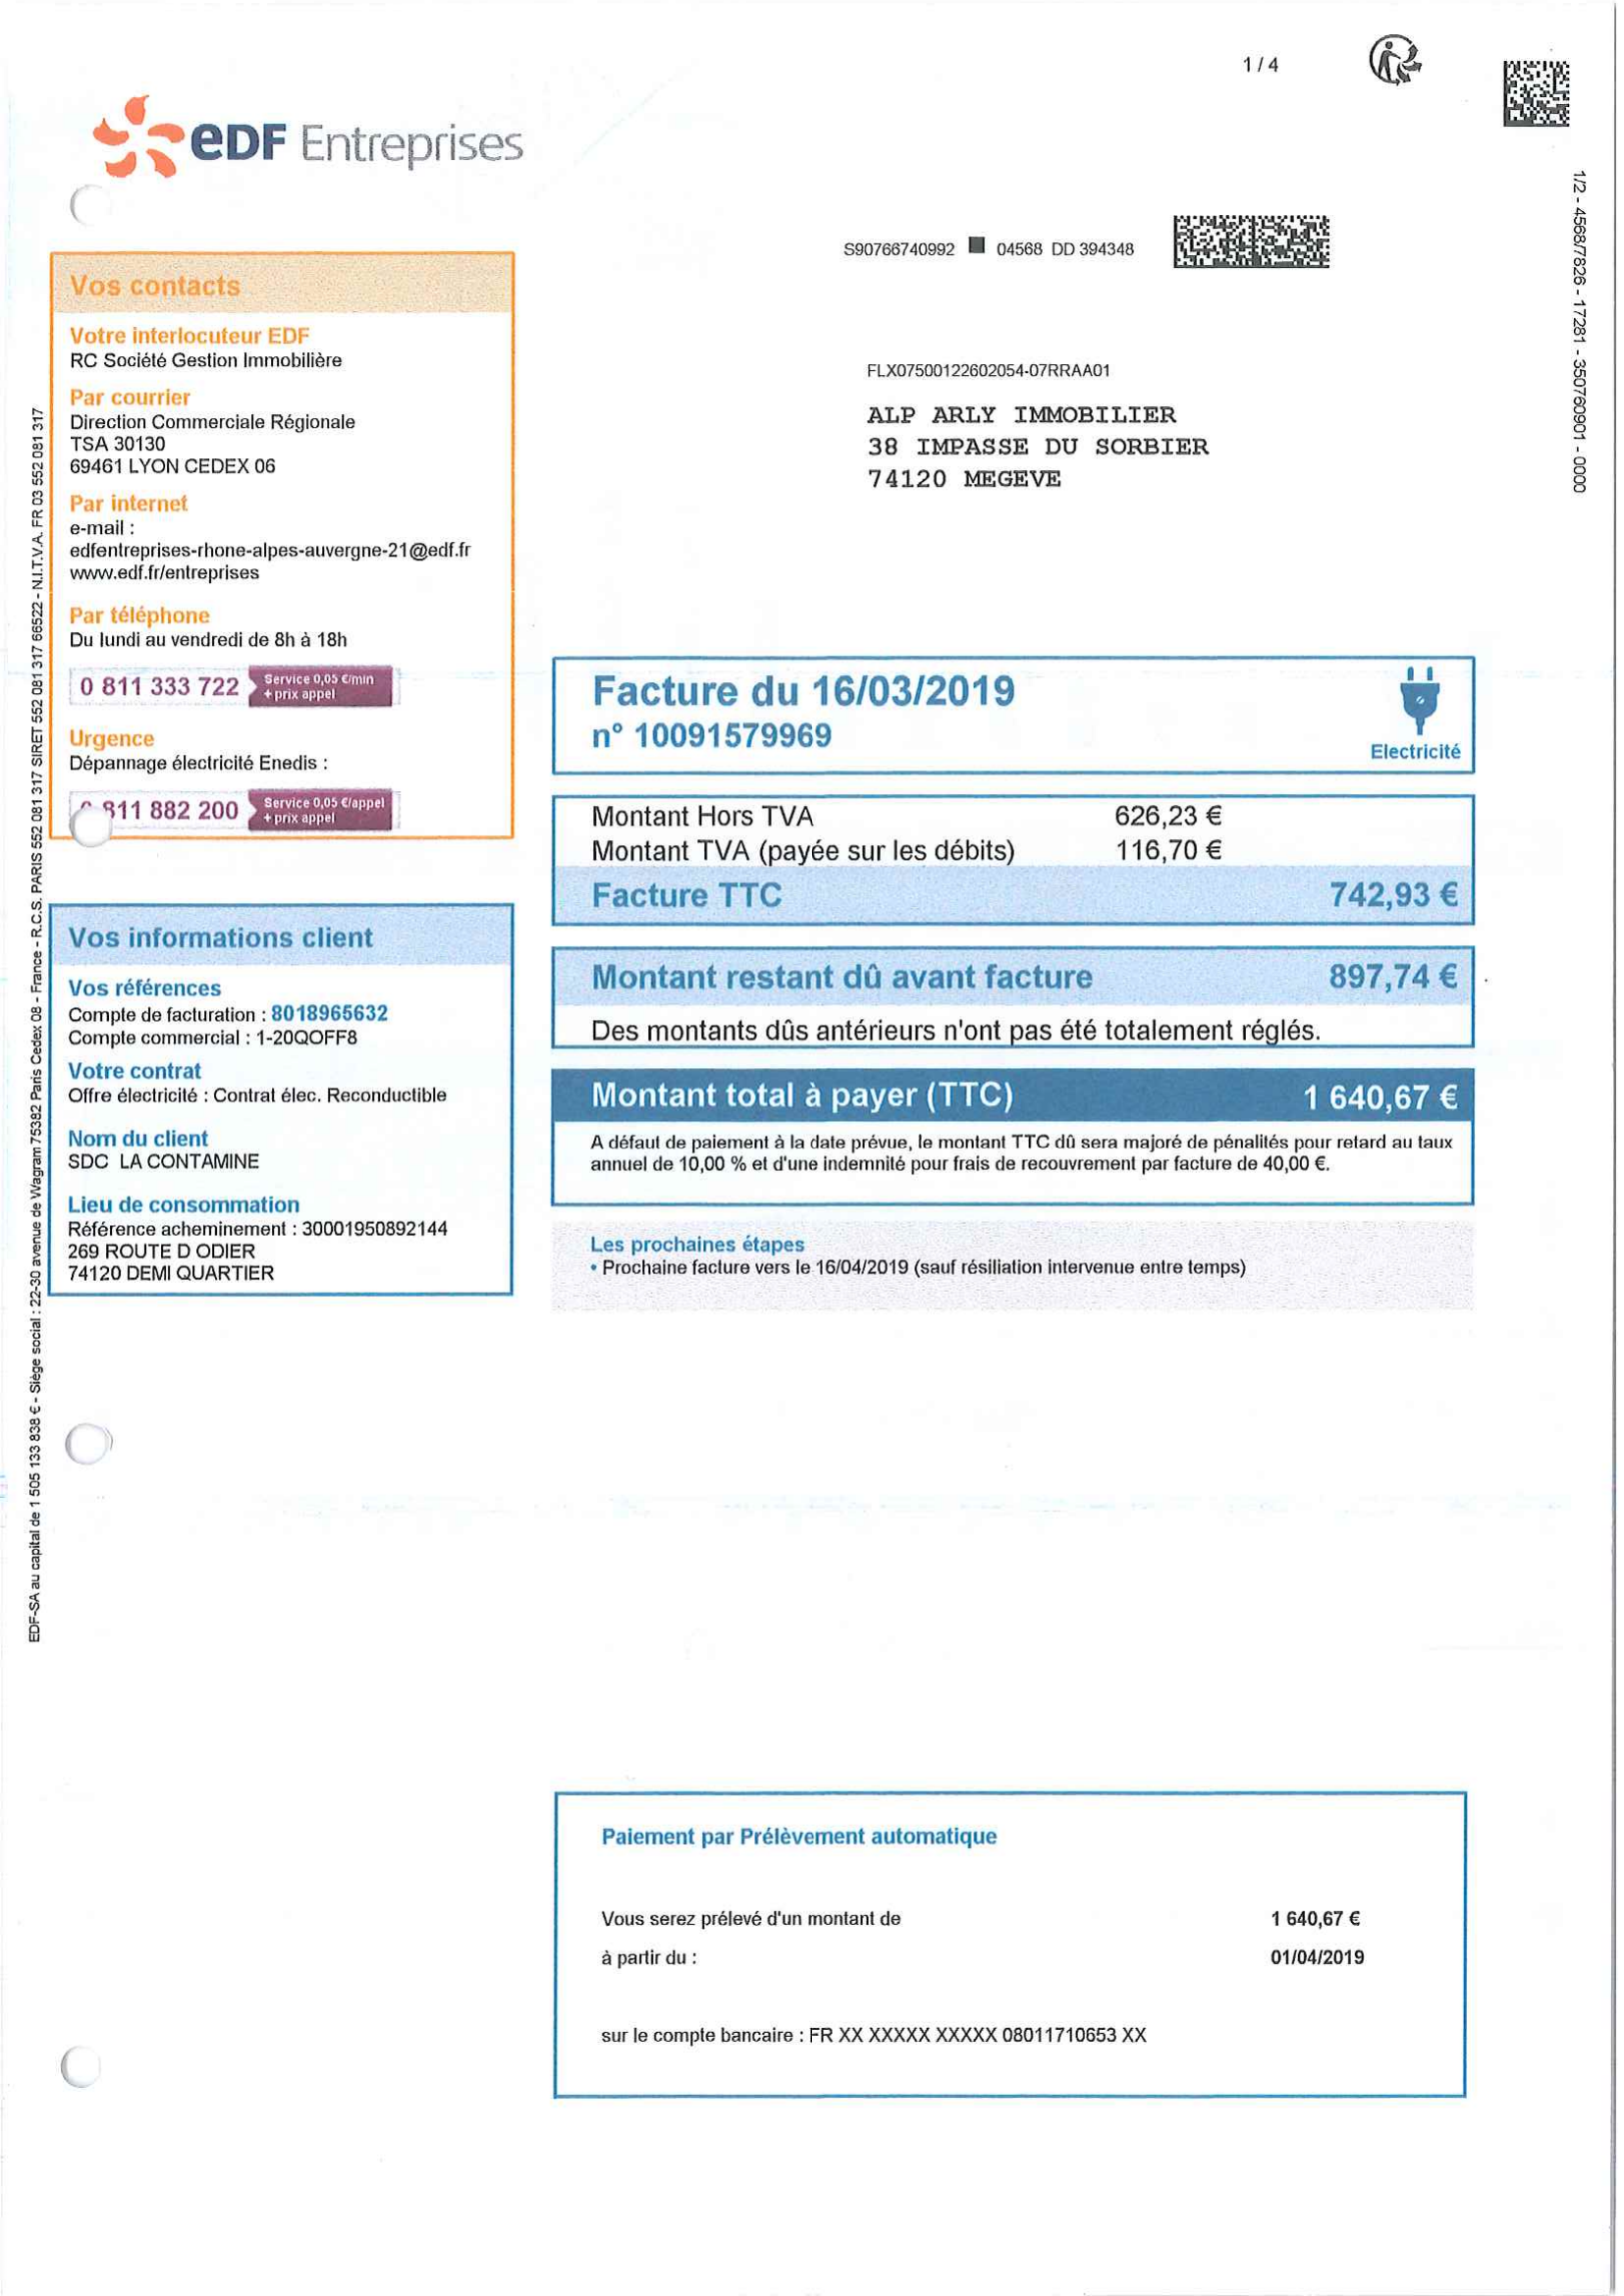 1 / 4
eDF Entreprises
1/2 - 4568/7826 - 17281 - 350760901 - 0000
S90766740992 04568 DD 394348
Vos contacts
Votre interlocuteur EDF
RC Société Gestion Immobilière
Par courrier
Direction Commerciale Régionale
TSA 30130
69461 LYON CEDEX 06
Par internet
e-mail :
edfentreprises-rhone-alpes-auvergne-21@edf.fr
www.edf.fr/entreprises
Par téléphone
Du lundi au vendredi de 8h à 18h
0 811 333 722 Service 0,05 €/min
+ prix appel
Urgence
Dépannage électricité Enedis :
811 882 200 Service 0,05 €/appel
+ prix appel
FLX07500122602054-07RRAA01
ALP ARLY IMMOBILIER
38 IMPASSE DU SORBIER
74120 MEGEVE
Facture du 16/03/2019
n° 10091579969
Electricité
Montant Hors TVA 626,23 €
Montant TVA (payée sur les débits) 116,70 €
Facture TTC 742,93 €
Montant restant dû avant facture 897,74 €
Des montants dûs antérieurs n'ont pas été totalement réglés.
Montant total à payer (TTC) 1 640,67 €
A défaut de paiement à la date prévue, le montant TTC dû sera majoré de pénalités pour retard au taux
annuel de 10,00 % et d'une indemnité pour frais de recouvrement par facture de 40,00 €.
Les prochaines étapes
• Prochaine facture vers le 16/04/2019 (sauf résiliation intervenue entre temps)
Vos informations client
Vos références
Compte de facturation : 8018965632
Compte commercial : 1-20QOFF8
Votre contrat
Offre électricité : Contrat élec. Reconductible
Nom du client
SDC LA CONTAMINE
Lieu de consommation
Référence acheminement : 30001950892144
269 ROUTE D ODIER
74120 DEMI QUARTIER
EDF-SA au capital de 1 505 133 838 € - Siège social : 22-30 avenue de Wagram 75382 Paris Cedex 08 - France - R.C.S. PARIS 552 081 317 SIRET 552 081 317 66522 - N.I.T.V.A. FR 03 552 081 317
Paiement par Prélèvement automatique
Vous serez prélevé d'un montant de 1 640,67 €
à partir du : 01/04/2019
sur le compte bancaire : FR XX XXXXX XXXXX 08011710653 XX